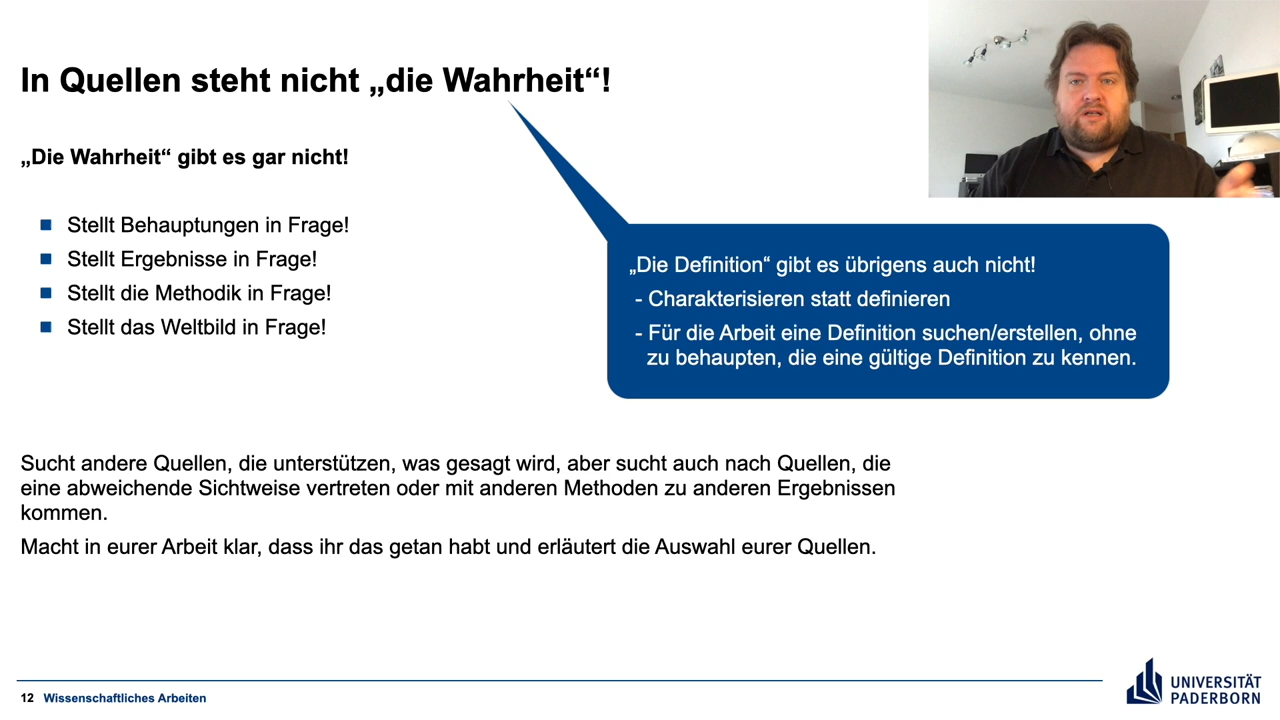 In Quellen steht nicht „die Wahrheit“!
„Die Wahrheit“ gibt es gar nicht!
Stellt Behauptungen in Frage!
Stellt Ergebnisse in Frage!
Stellt die Methodik in Frage!
Stellt das Weltbild in Frage!
„Die Definition“ gibt es übrigens auch nicht!
- Charakterisieren statt definieren
- Für die Arbeit eine Definition suchen/erstellen, ohne
zu behaupten, die eine gültige Definition zu kennen.
Sucht andere Quellen, die unterstützen, was gesagt wird, aber sucht auch nach Quellen, die
eine abweichende Sichtweise vertreten oder mit anderen Methoden zu anderen Ergebnissen
kommen.
Macht in eurer Arbeit klar, dass ihr das getan habt und erläutert die Auswahl eurer Quellen.
12 Wissenschaftliches Arbeiten
UNIVERSITÄT
PADERBORN